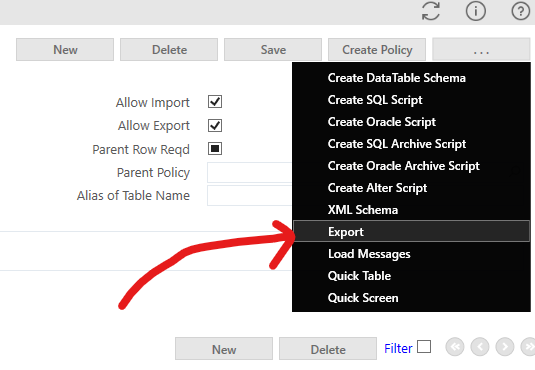 New Delete Save Create Policy ...
Create DataTable Schema
Create SQL Script
Allow Import
Create Oracle Script
Allow Export
Create SQL Archive Script
Parent Row Reqd
Create Oracle Archive Script
Parent Policy
Create Alter Script
Alias of Table Name
XML Schema
Export
Load Messages
Quick Table
Quick Screen
New Delete Filter